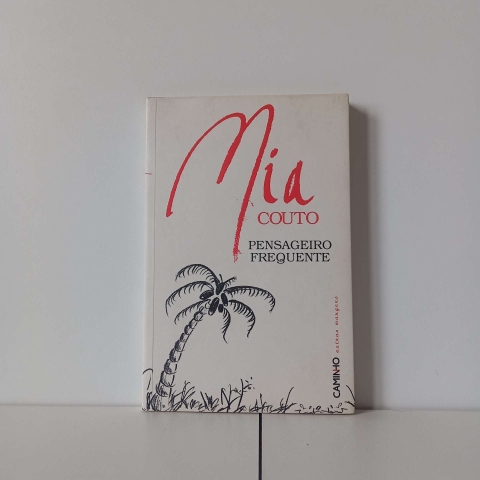 Mia
COUTO
PENSAGEIRO
FREQUENTE
CAMINHO